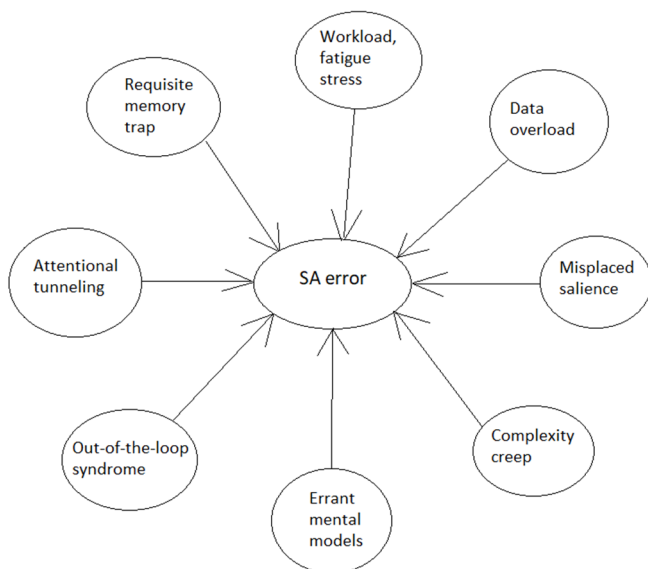 Workload,
fatigue
stress
Requisite
memory
trap
Data
overload
Attentional
tunneling
SA error
Misplaced
salience
Out-of-the-loop
syndrome
Complexity
creep
Errant
mental
models